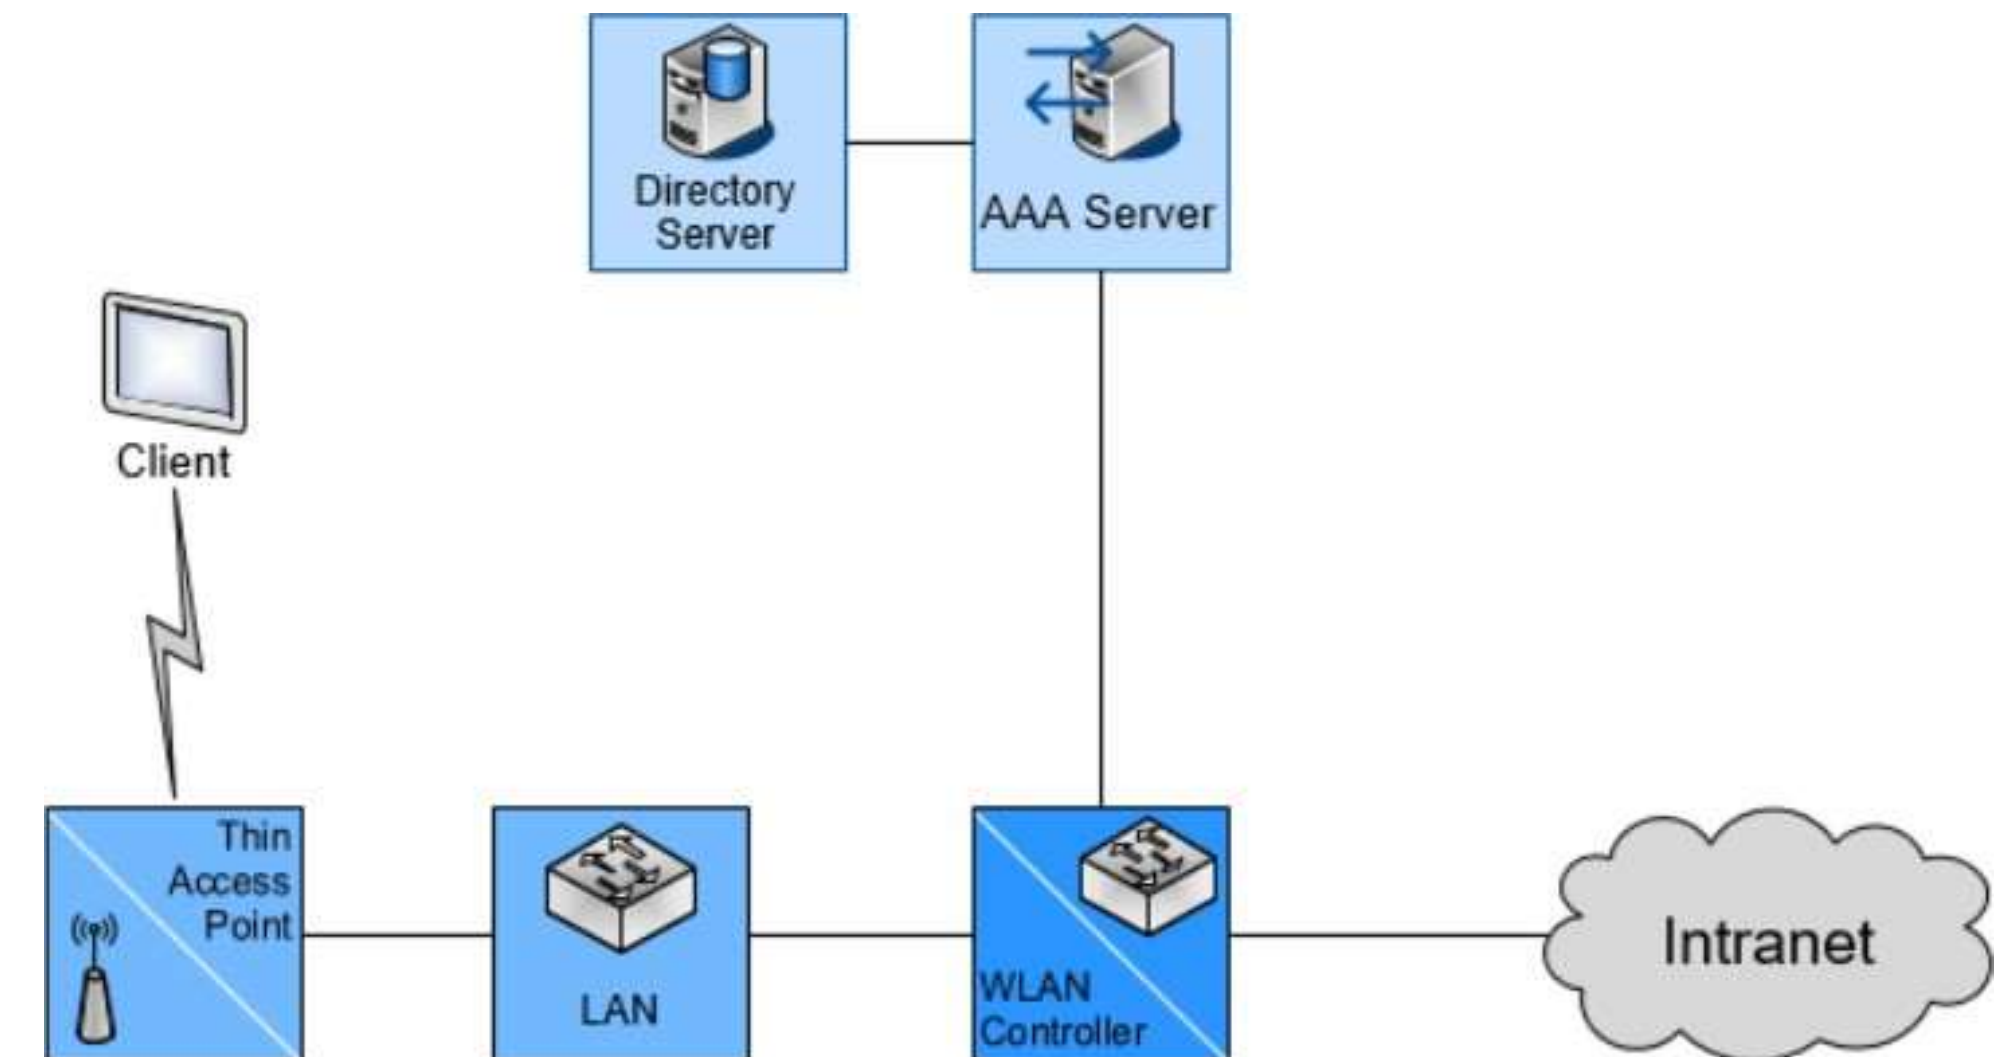 Directory
Server
AAA Server
Client
Thin
Access
Point
LAN
WLAN
Controller
Intranet